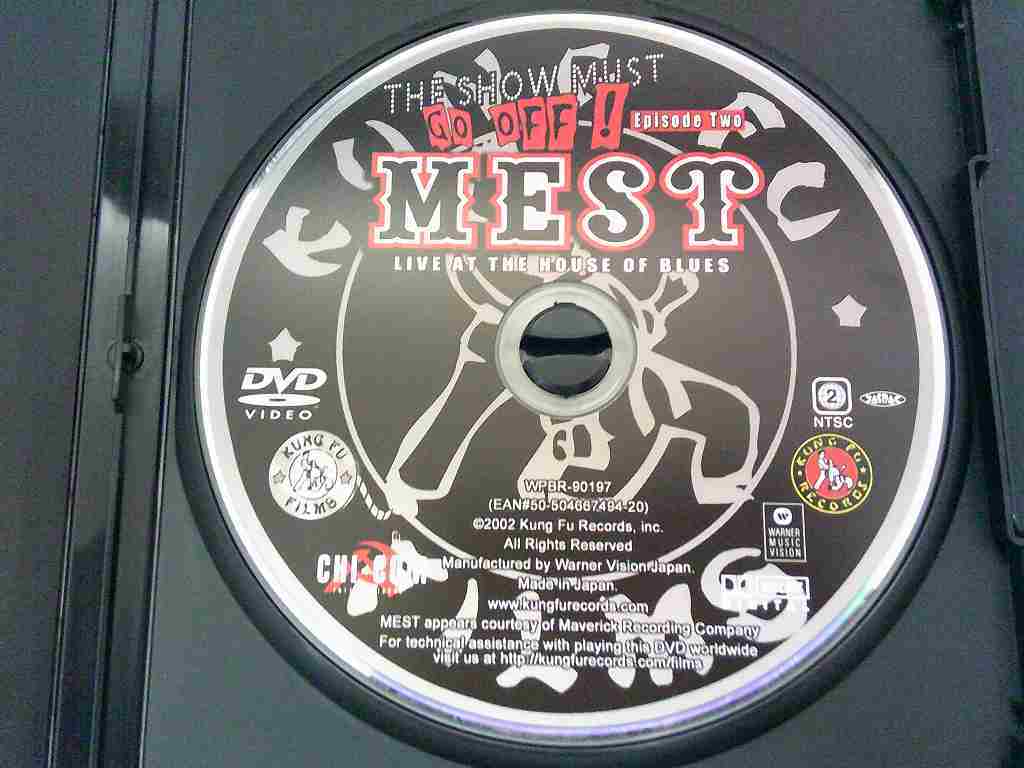 THE SHOW MUST
GO OFF! Episode Two
MEST
LIVE AT THE HOUSE OF BLUES
DVD
VIDEO
2
NTSC
KUNG FU
FILMS
KUNG FU
RECORDS
WPBR-90197
(EAN#50-504667494-20)
©2002 Kung Fu Records, inc.
All Rights Reserved
Manufactured by Warner Vision Japan.
Made in Japan.
www.kungfurecords.com
MEST appears courtesy of Maverick Recording Company
For technical assistance with playing this DVD worldwide
visit us at http://kungfurecords.com/films
WARNER
MUSIC
VISION
DIGITAL